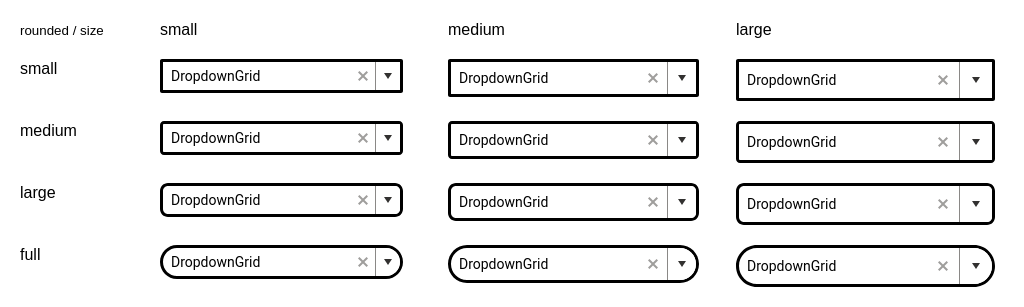 rounded / size small medium large
small DropdownGrid DropdownGrid DropdownGrid
medium DropdownGrid DropdownGrid DropdownGrid
large DropdownGrid DropdownGrid DropdownGrid
full DropdownGrid DropdownGrid DropdownGrid